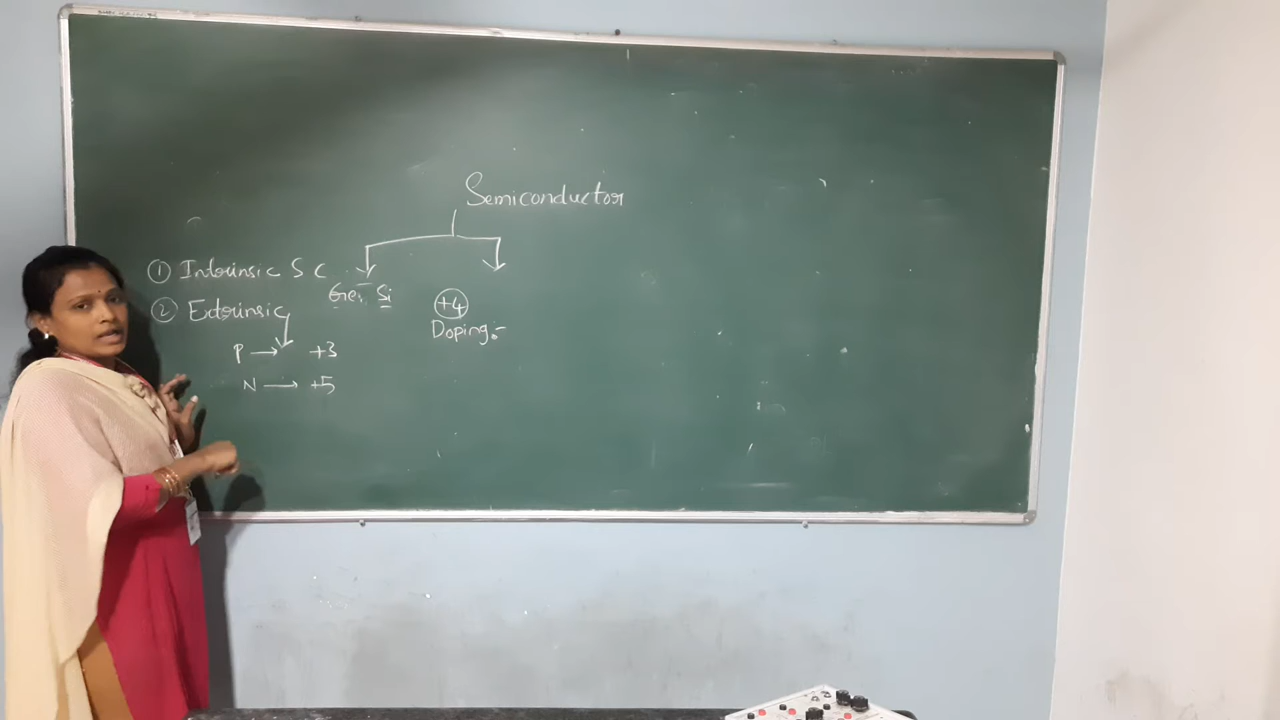 Semiconductor
① Intrinsic S C
Ge, Si
② Extrinsic
+4
Doping:-
P → +3
N → +5